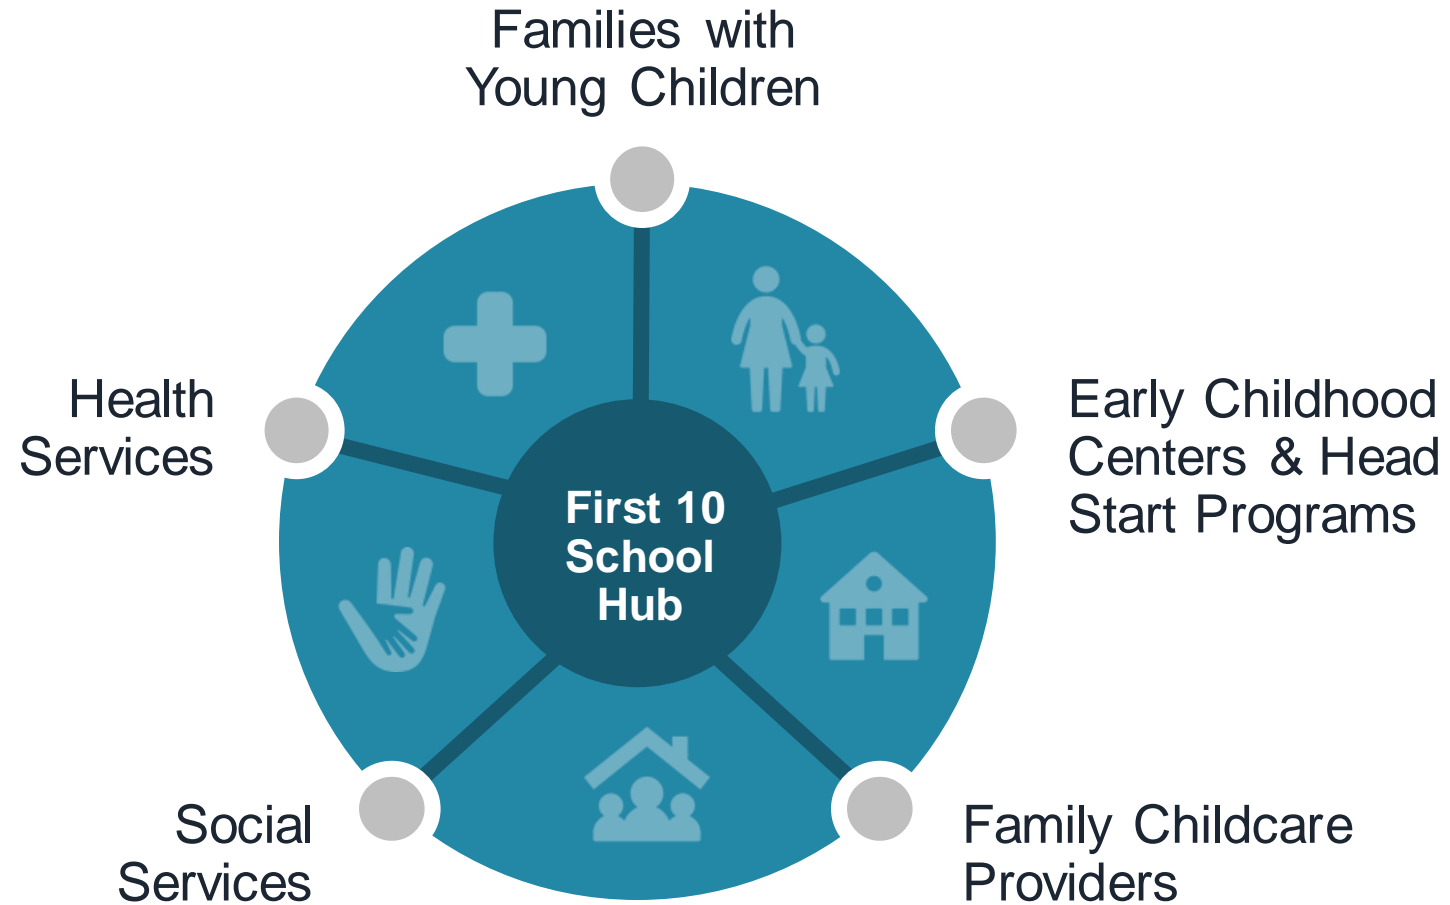 Families with
Young Children
Health
Services
Early Childhood
Centers & Head
Start Programs
First 10
School
Hub
Social
Services
Family Childcare
Providers